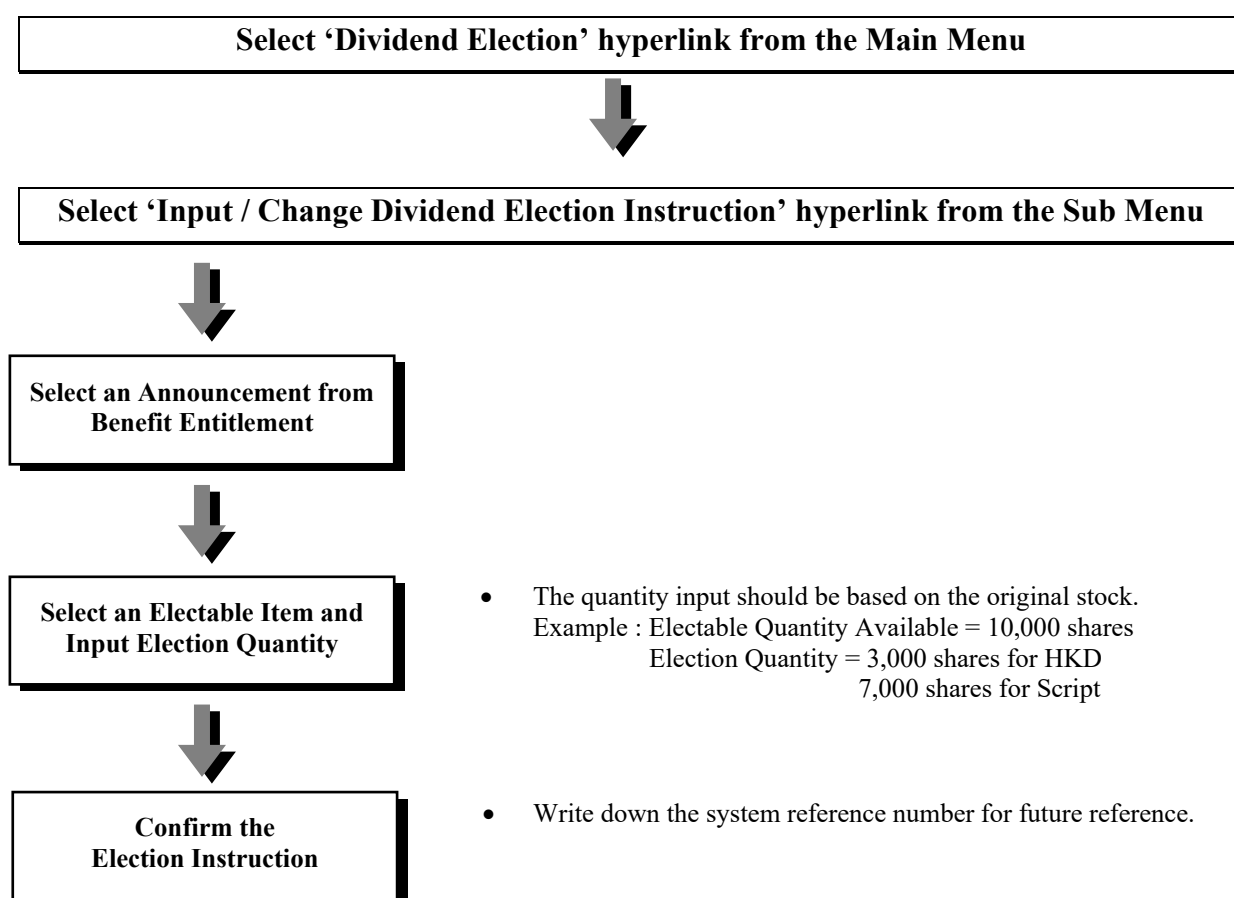 Select ‘Dividend Election’ hyperlink from the Main Menu
Select ‘Input / Change Dividend Election Instruction’ hyperlink from the Sub Menu
Select an Announcement from
Benefit Entitlement
Select an Electable Item and
Input Election Quantity
• The quantity input should be based on the original stock.
Example : Electable Quantity Available = 10,000 shares
Election Quantity = 3,000 shares for HKD
7,000 shares for Script
Confirm the
Election Instruction
• Write down the system reference number for future reference.